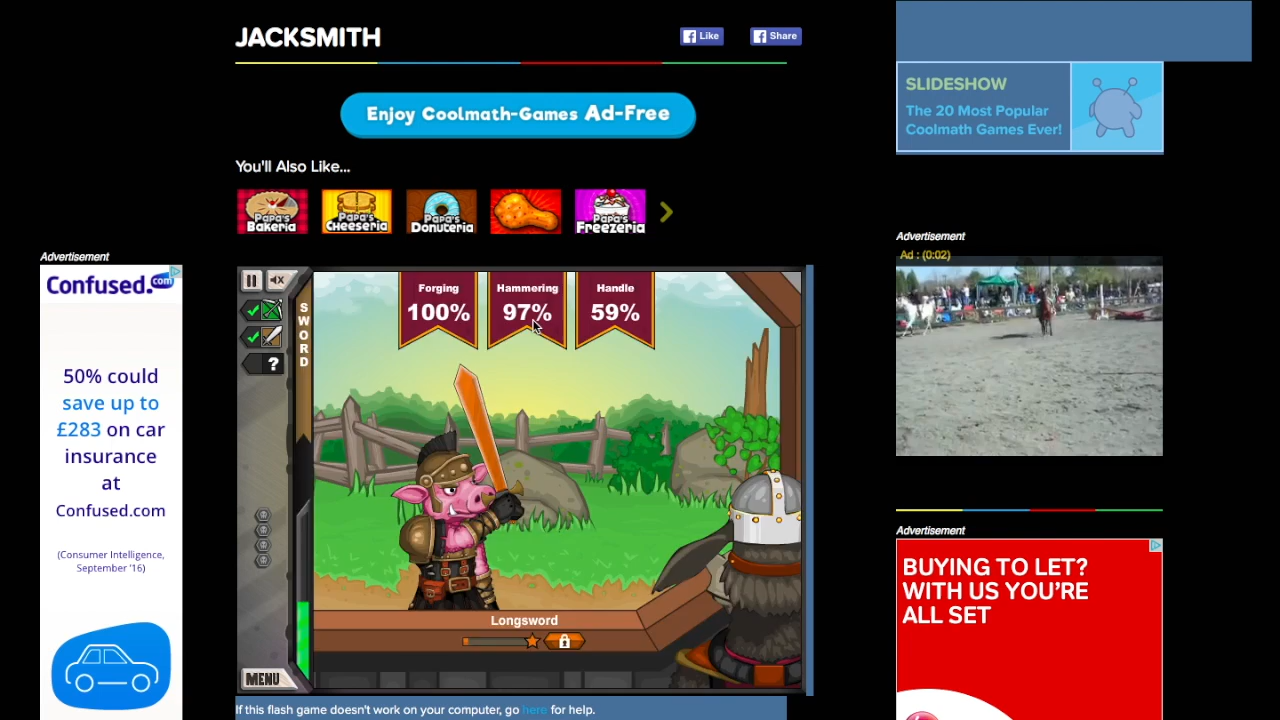 JACKSMITH
Like
Share
Enjoy Coolmath-Games Ad-Free
You'll Also Like...
Papa's Bakeria
Papa's Cheeseria
Papa's Donuteria
Papa's Freezeria
SLIDESHOW
The 20 Most Popular
Coolmath Games Ever!
Advertisement
Ad : (0:02)
Advertisement
Confused.com
50% could
save up to
£283 on car
insurance
at
Confused.com
(Consumer Intelligence,
September '16)
SWORD
?
Forging
100%
Hammering
97%
Handle
59%
Longsword
MENU
If this flash game doesn't work on your computer, go here for help.
Advertisement
BUYING TO LET?
WITH US YOU'RE
ALL SET